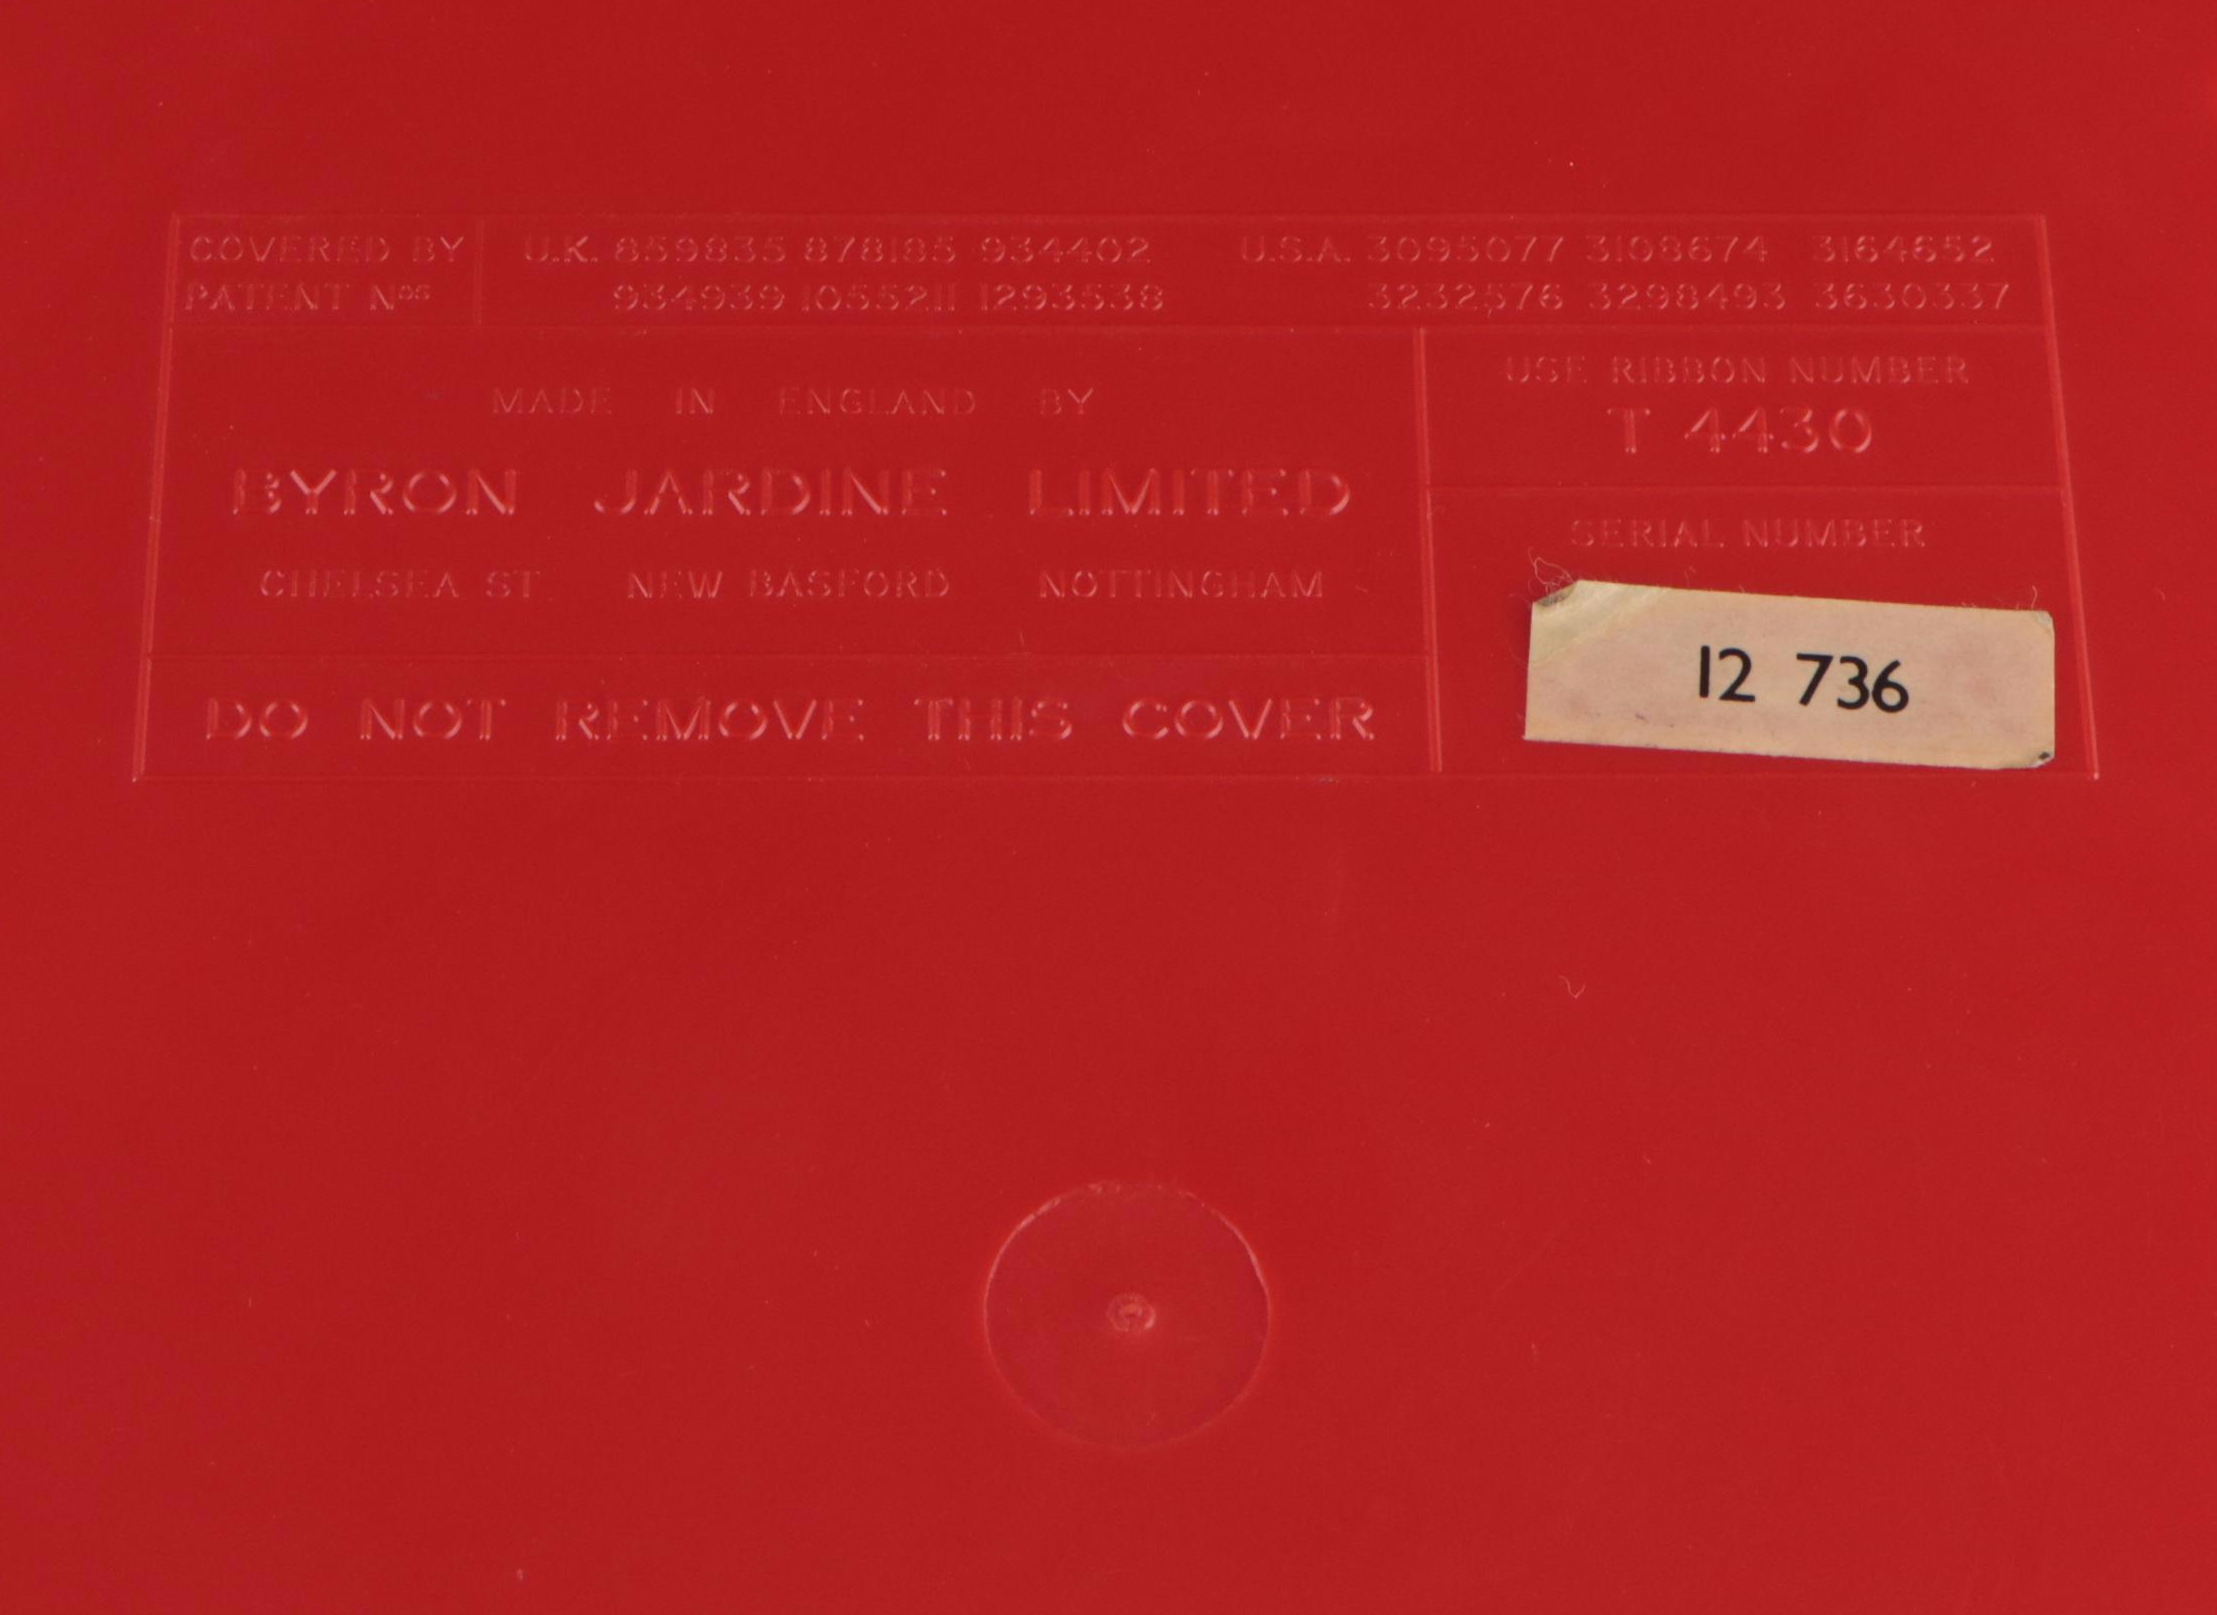 COVERED BY U.K. 859835 878185 934402 U.S.A. 3095077 3108674 3164652
PATENT Nos 934939 1055211 1293538 3232576 3298493 3630337
MADE IN ENGLAND BY
BYRON JARDINE LIMITED
CHELSEA ST NEW BASFORD NOTTINGHAM
DO NOT REMOVE THIS COVER
USE RIBBON NUMBER
T 4430
SERIAL NUMBER
12 736